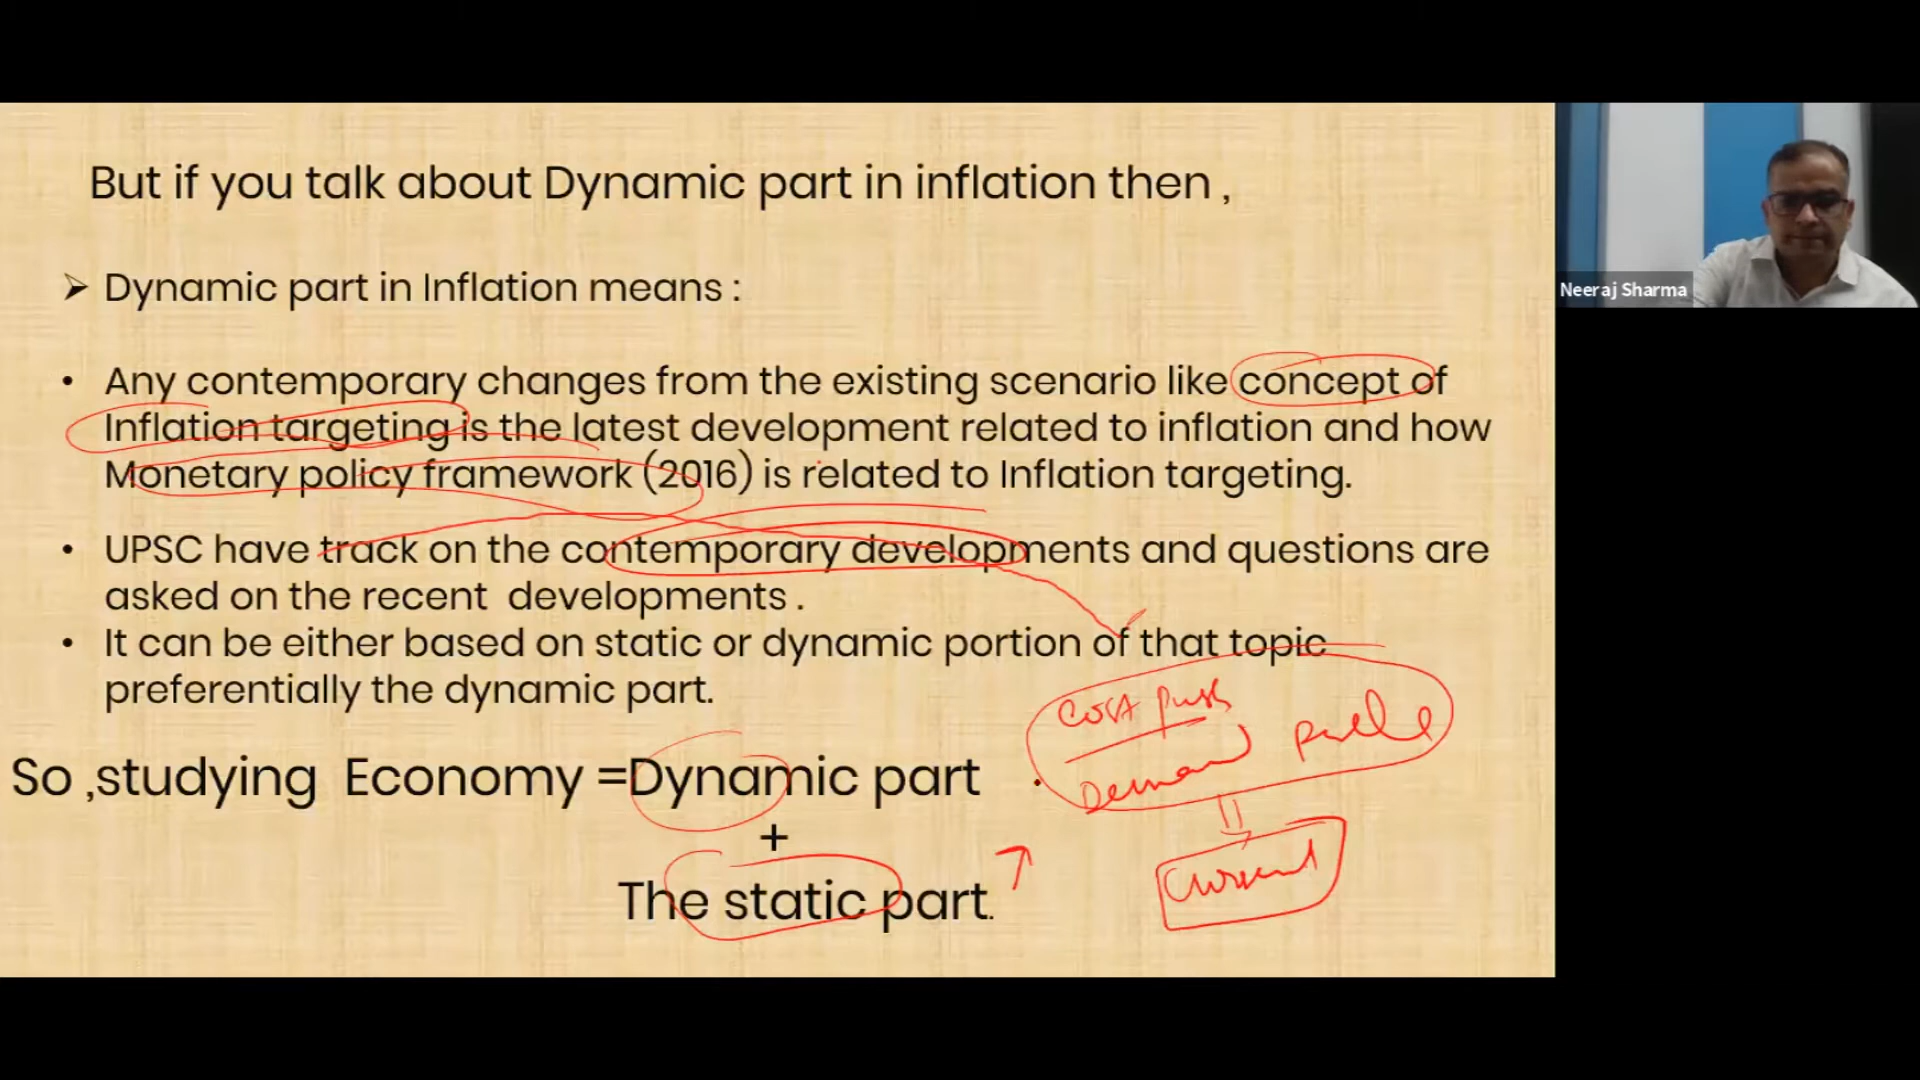 But if you talk about Dynamic part in inflation then ,
Neeraj Sharma
➢ Dynamic part in Inflation means :
• Any contemporary changes from the existing scenario like concept of
Inflation targeting is the latest development related to inflation and how
Monetary policy framework (2016) is related to Inflation targeting.
• UPSC have track on the contemporary developments and questions are
asked on the recent developments .
• It can be either based on static or dynamic portion of that topic
preferentially the dynamic part.
Cost push
Demand pull
So ,studying Economy =Dynamic part
+
Current
The static part.